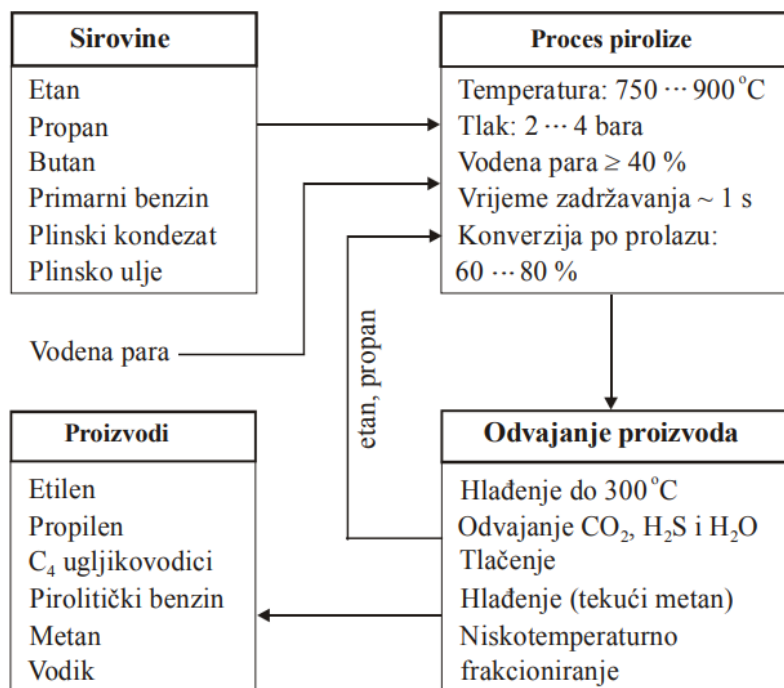 Sirovine
Etan
Propan
Butan
Primarni benzin
Plinski kondezat
Plinsko ulje
Vodena para
Proces pirolize
Temperatura: 750 ··· 900 °C
Tlak: 2 ··· 4 bara
Vodena para ≥ 40 %
Vrijeme zadržavanja ~ 1 s
Konverzija po prolazu:
60 ··· 80 %
etan, propan
Odvajanje proizvoda
Hlađenje do 300 °C
Odvajanje CO₂, H₂S i H₂O
Tlačenje
Hlađenje (tekući metan)
Niskotemperaturno
frakcioniranje
Proizvodi
Etilen
Propilen
C₄ ugljikovodici
Pirolitički benzin
Metan
Vodik